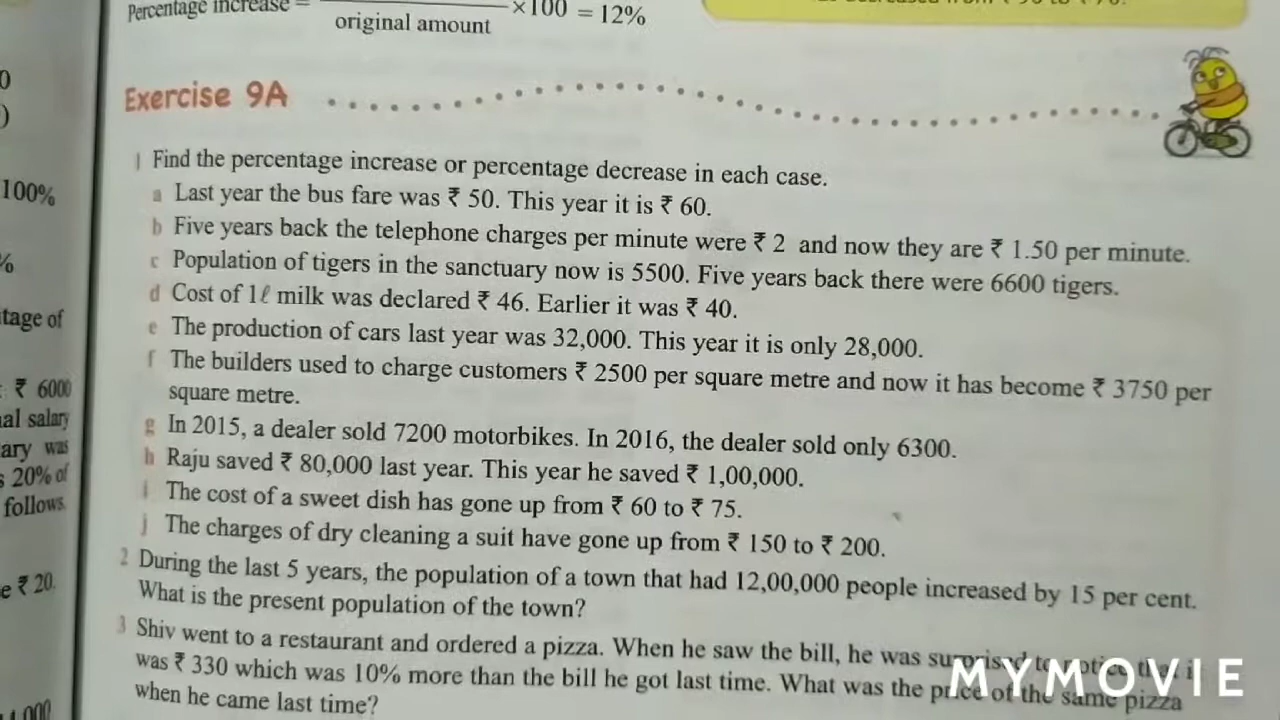 Percentage increase = ×100 = 12%
original amount
0
)
Exercise 9A
1 Find the percentage increase or percentage decrease in each case.
100%
a Last year the bus fare was ₹ 50. This year it is ₹ 60.
b Five years back the telephone charges per minute were ₹ 2 and now they are ₹ 1.50 per minute.
%
c Population of tigers in the sanctuary now is 5500. Five years back there were 6600 tigers.
d Cost of 1ℓ milk was declared ₹ 46. Earlier it was ₹ 40.
tage of
e The production of cars last year was 32,000. This year it is only 28,000.
f The builders used to charge customers ₹ 2500 per square metre and now it has become ₹ 3750 per
square metre.
₹ 6000
al salary
g In 2015, a dealer sold 7200 motorbikes. In 2016, the dealer sold only 6300.
ary was
h Raju saved ₹ 80,000 last year. This year he saved ₹ 1,00,000.
s 20% of
i The cost of a sweet dish has gone up from ₹ 60 to ₹ 75.
follows.
j The charges of dry cleaning a suit have gone up from ₹ 150 to ₹ 200.
2 During the last 5 years, the population of a town that had 12,00,000 people increased by 15 per cent.
What is the present population of the town?
e ₹ 20.
3 Shiv went to a restaurant and ordered a pizza. When he saw the bill, he was surprised to notice that it
was ₹ 330 which was 10% more than the bill he got last time. What was the price of the same pizza
when he came last time?
MYMOVIE